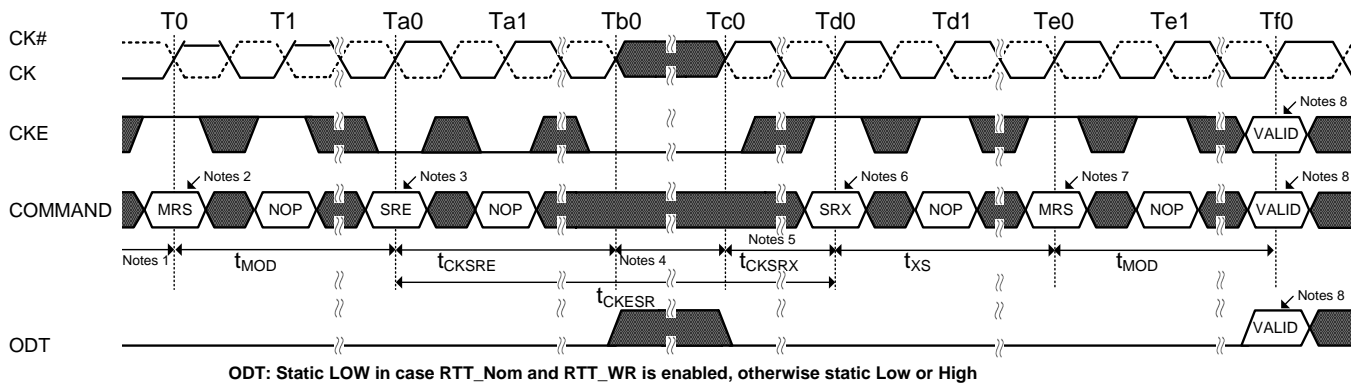 T0 T1 Ta0 Ta1 Tb0 Tc0 Td0 Td1 Te0 Te1 Tf0
CK#
CK
Notes 8
CKE
VALID
Notes 2 Notes 3 Notes 6 Notes 7 Notes 8
COMMAND MRS NOP SRE NOP SRX NOP MRS NOP VALID
Notes 1 tMOD tCKSRE Notes 4 Notes 5 tCKSRX tXS tMOD
tCKESR
Notes 8
VALID
ODT
ODT: Static LOW in case RTT_Nom and RTT_WR is enabled, otherwise static Low or High